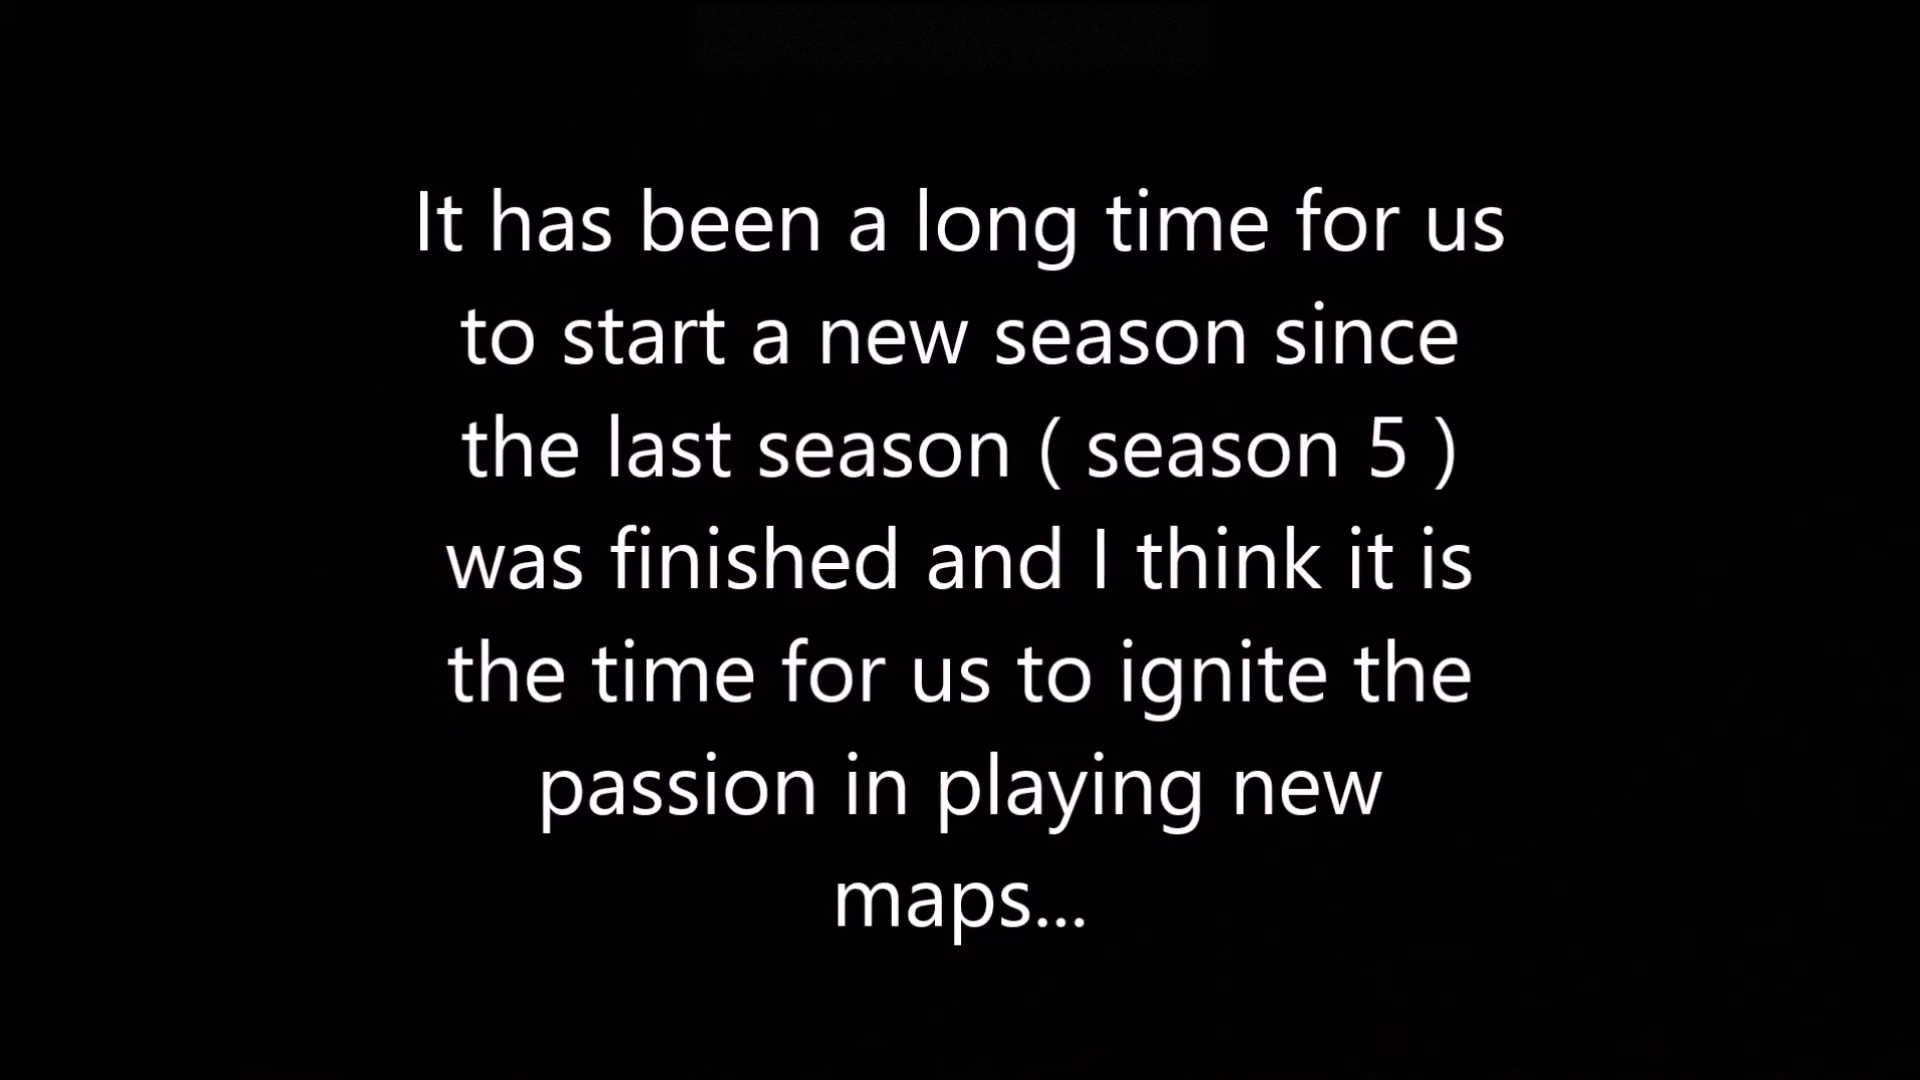 It has been a long time for us
to start a new season since
the last season ( season 5 )
was finished and I think it is
the time for us to ignite the
passion in playing new
maps...